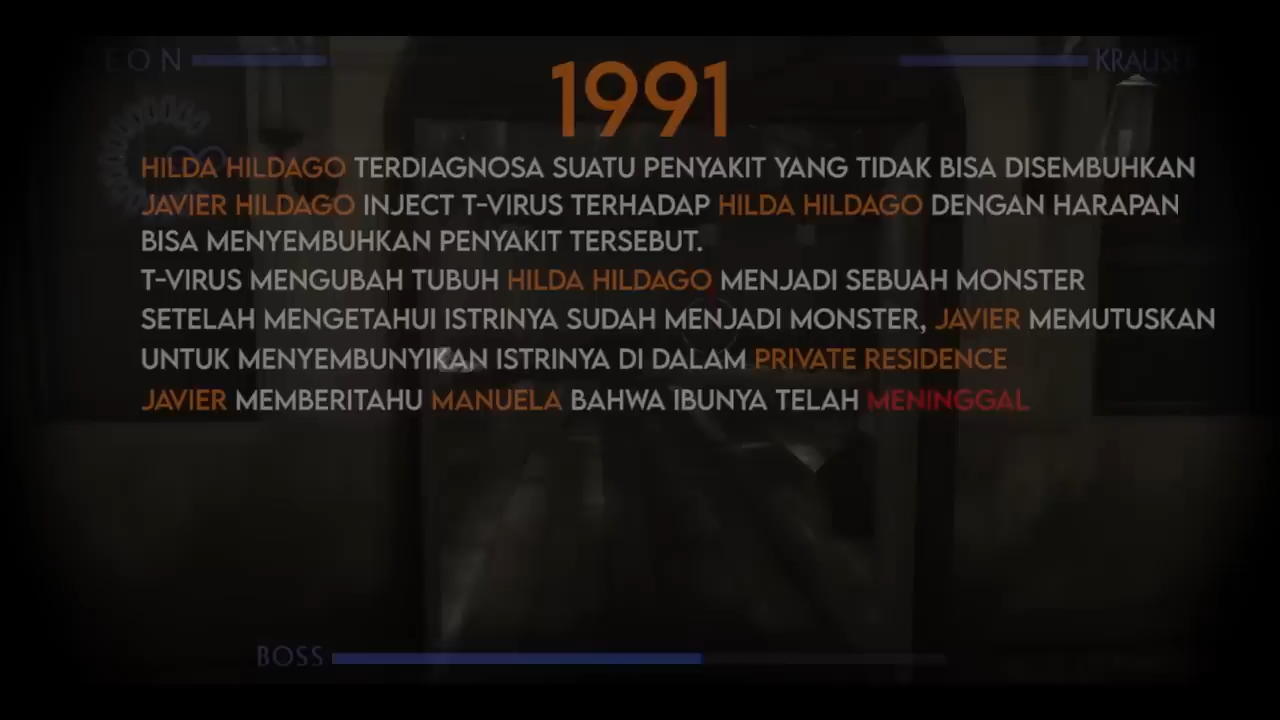 EON
KRAUSE
1991
HILDA HILDAGO TERDIAGNOSA SUATU PENYAKIT YANG TIDAK BISA DISEMBUHKAN
JAVIER HILDAGO INJECT T-VIRUS TERHADAP HILDA HILDAGO DENGAN HARAPAN
BISA MENYEMBUHKAN PENYAKIT TERSEBUT.
T-VIRUS MENGUBAH TUBUH HILDA HILDAGO MENJADI SEBUAH MONSTER
SETELAH MENGETAHUI ISTRINYA SUDAH MENJADI MONSTER, JAVIER MEMUTUSKAN
UNTUK MENYEMBUNYIKAN ISTRINYA DI DALAM PRIVATE RESIDENCE
JAVIER MEMBERITAHU MANUELA BAHWA IBUNYA TELAH MENINGGAL
BOSS